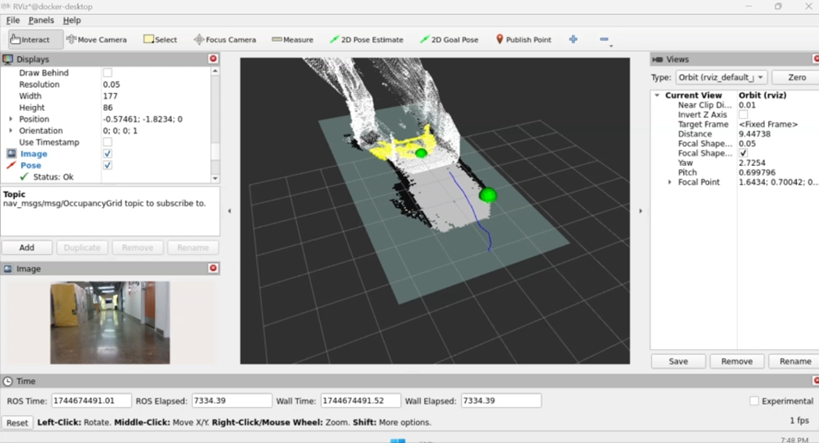 RViz*@docker-desktop
File Panels Help
Interact Move Camera Select Focus Camera Measure 2D Pose Estimate 2D Goal Pose Publish Point
Displays
Draw Behind
Resolution 0.05
Width 177
Height 86
Position -0.57461; -1.8234; 0
Orientation 0; 0; 0; 1
Use Timestamp
Image
Pose
Status: Ok
Topic
nav_msgs/msg/OccupancyGrid topic to subscribe to.
Add Duplicate Remove Rename
Image
Views
Type: Orbit (rviz_default_ Zero
Current View Orbit (rviz)
Near Clip Di... 0.01
Invert Z Axis
Target Frame <Fixed Frame>
Distance 9.44738
Focal Shape... 0.05
Focal Shape...
Yaw 2.7254
Pitch 0.699796
Focal Point 1.6434; 0.70042; 0...
Save Remove Rename
Time
ROS Time: 1744674491.01 ROS Elapsed: 7334.39 Wall Time: 1744674491.52 Wall Elapsed: 7334.39 Experimental
Reset Left-Click: Rotate. Middle-Click: Move X/Y. Right-Click/Mouse Wheel: Zoom. Shift: More options. 1 fps
7:48 PM